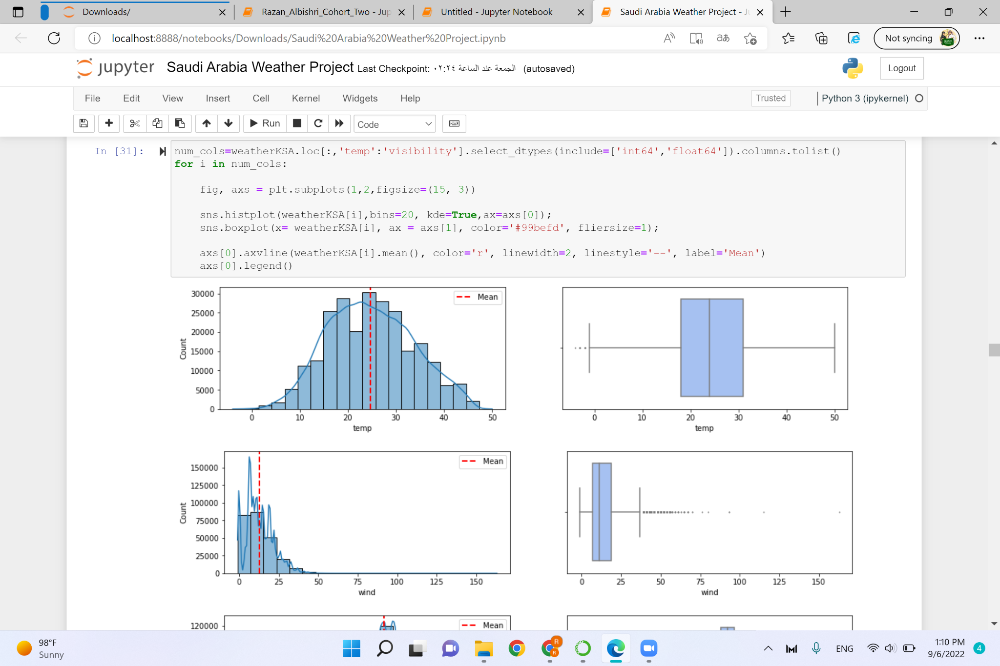 Downloads/
Razan_Albishri_Cohort_Two - Jup
Untitled - Jupyter Notebook
Saudi Arabia Weather Project - Ju
localhost:8888/notebooks/Downloads/Saudi%20Arabia%20Weather%20Project.ipynb
Not syncing
jupyter Saudi Arabia Weather Project Last Checkpoint: الجمعة عند الساعة ٠٢:٢٤ (autosaved)
Logout
File Edit View Insert Cell Kernel Widgets Help
Trusted
Python 3 (ipykernel)
Run
Code
In [31]:
num_cols=weatherKSA.loc[:,'temp':'visibility'].select_dtypes(include=['int64','float64']).columns.tolist()
for i in num_cols:
fig, axs = plt.subplots(1,2,figsize=(15, 3))
sns.histplot(weatherKSA[i],bins=20, kde=True,ax=axs[0]);
sns.boxplot(x= weatherKSA[i], ax = axs[1], color='#99befd', fliersize=1);
axs[0].axvline(weatherKSA[i].mean(), color='r', linewidth=2, linestyle='--', label='Mean')
axs[0].legend()
30000
25000
20000
15000
10000
5000
0
Count
Mean
0 10 20 30 40 50
temp
0 10 20 30 40 50
temp
150000
125000
100000
75000
50000
25000
0
Count
Mean
0 25 50 75 100 125 150
wind
0 25 50 75 100 125 150
wind
120000
Mean
98°F
Sunny
R
R
ENG
1:10 PM
9/6/2022
4